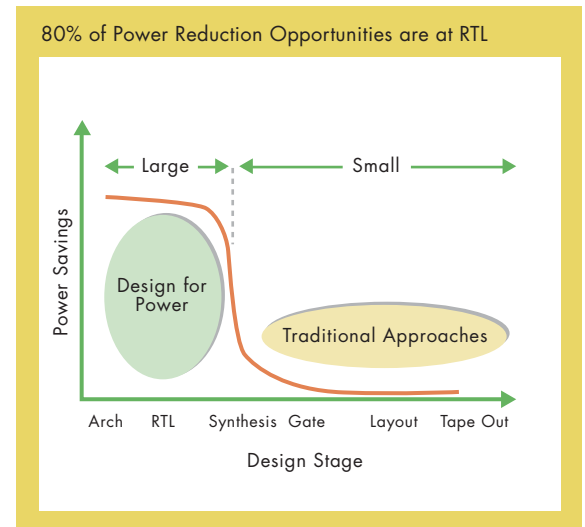 80% of Power Reduction Opportunities are at RTL
Large
Small
Power Savings
Design for
Power
Traditional Approaches
Arch RTL Synthesis Gate Layout Tape Out
Design Stage